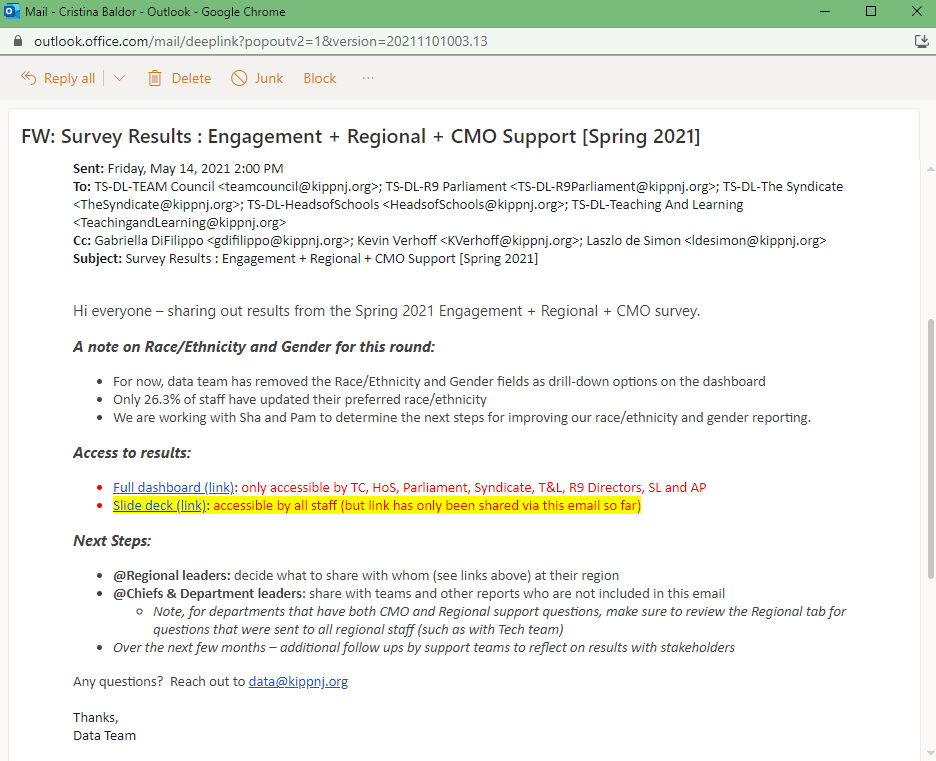 Mail - Cristina Baldor - Outlook - Google Chrome
outlook.office.com/mail/deeplink?popoutv2=1&version=20211101003.13
Reply all Delete Junk Block ...
FW: Survey Results : Engagement + Regional + CMO Support [Spring 2021]
Sent: Friday, May 14, 2021 2:00 PM
To: TS-DL-TEAM Council <teamcouncil@kippnj.org>; TS-DL-R9 Parliament <TS-DL-R9Parliament@kippnj.org>; TS-DL-The Syndicate
<TheSyndicate@kippnj.org>; TS-DL-HeadsofSchools <HeadsofSchools@kippnj.org>; TS-DL-Teaching And Learning
<TeachingandLearning@kippnj.org>
Cc: Gabriella DiFilippo <gdifilippo@kippnj.org>; Kevin Verhoff <KVerhoff@kippnj.org>; Laszlo de Simon <ldesimon@kippnj.org>
Subject: Survey Results : Engagement + Regional + CMO Support [Spring 2021]
Hi everyone – sharing out results from the Spring 2021 Engagement + Regional + CMO survey.
A note on Race/Ethnicity and Gender for this round:
• For now, data team has removed the Race/Ethnicity and Gender fields as drill-down options on the dashboard
• Only 26.3% of staff have updated their preferred race/ethnicity
• We are working with Sha and Pam to determine the next steps for improving our race/ethnicity and gender reporting.
Access to results:
• Full dashboard (link): only accessible by TC, HoS, Parliament, Syndicate, T&L, R9 Directors, SL and AP
• Slide deck (link): accessible by all staff (but link has only been shared via this email so far)
Next Steps:
• @Regional leaders: decide what to share with whom (see links above) at their region
• @Chiefs & Department leaders: share with teams and other reports who are not included in this email
○ Note, for departments that have both CMO and Regional support questions, make sure to review the Regional tab for
questions that were sent to all regional staff (such as with Tech team)
• Over the next few months – additional follow ups by support teams to reflect on results with stakeholders
Any questions? Reach out to data@kippnj.org
Thanks,
Data Team